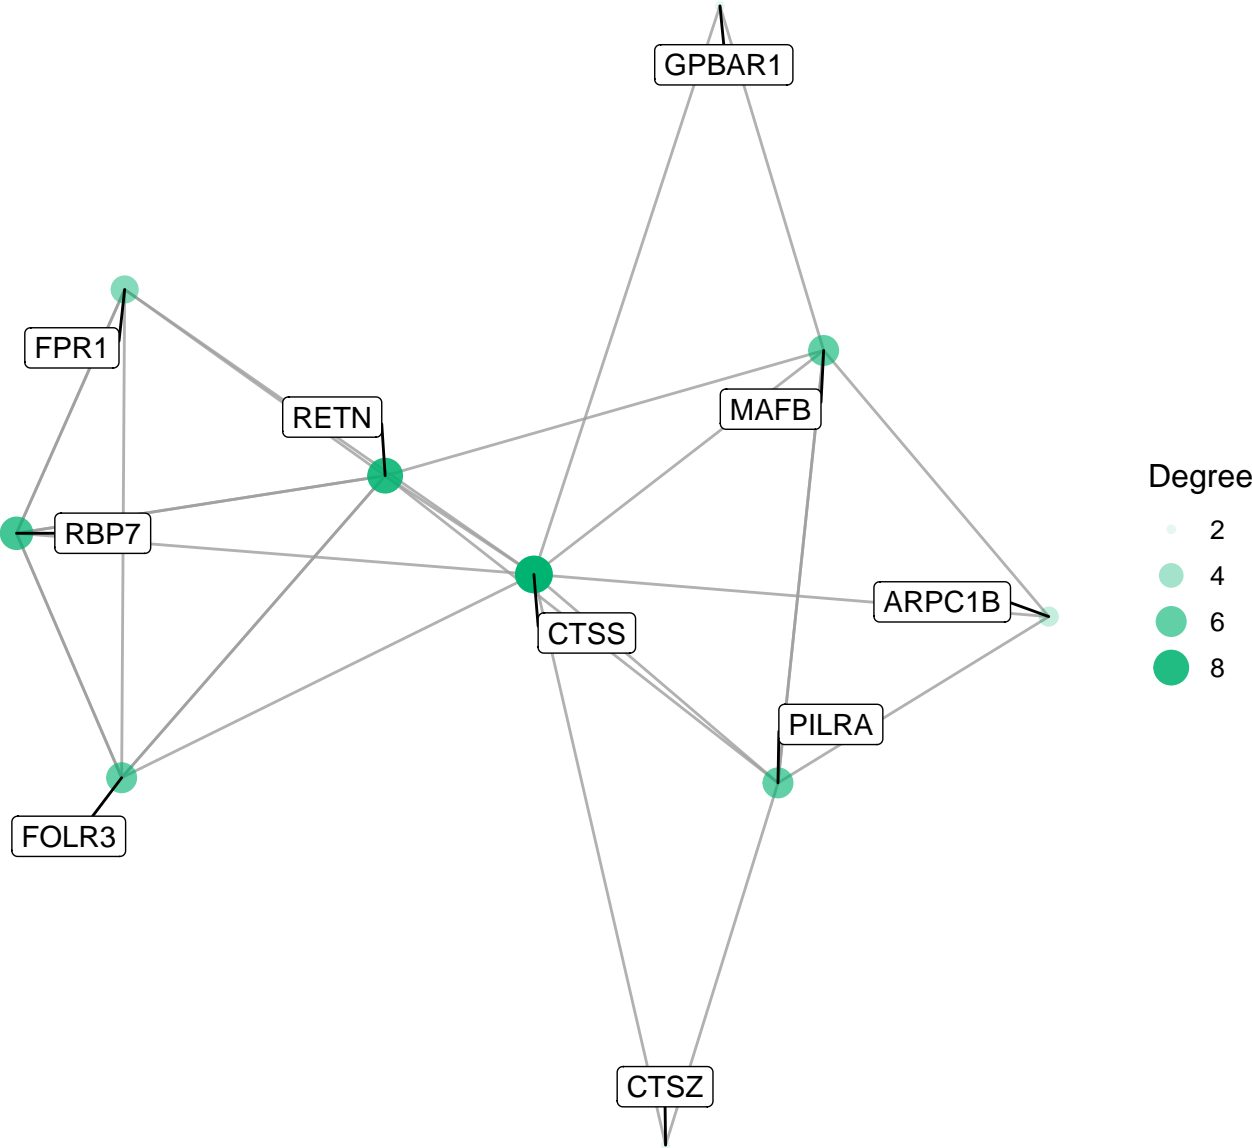 GPBAR1
FPR1
RETN
MAFB
RBP7
ARPC1B
CTSS
PILRA
FOLR3
CTSZ
Degree
2
4
6
8